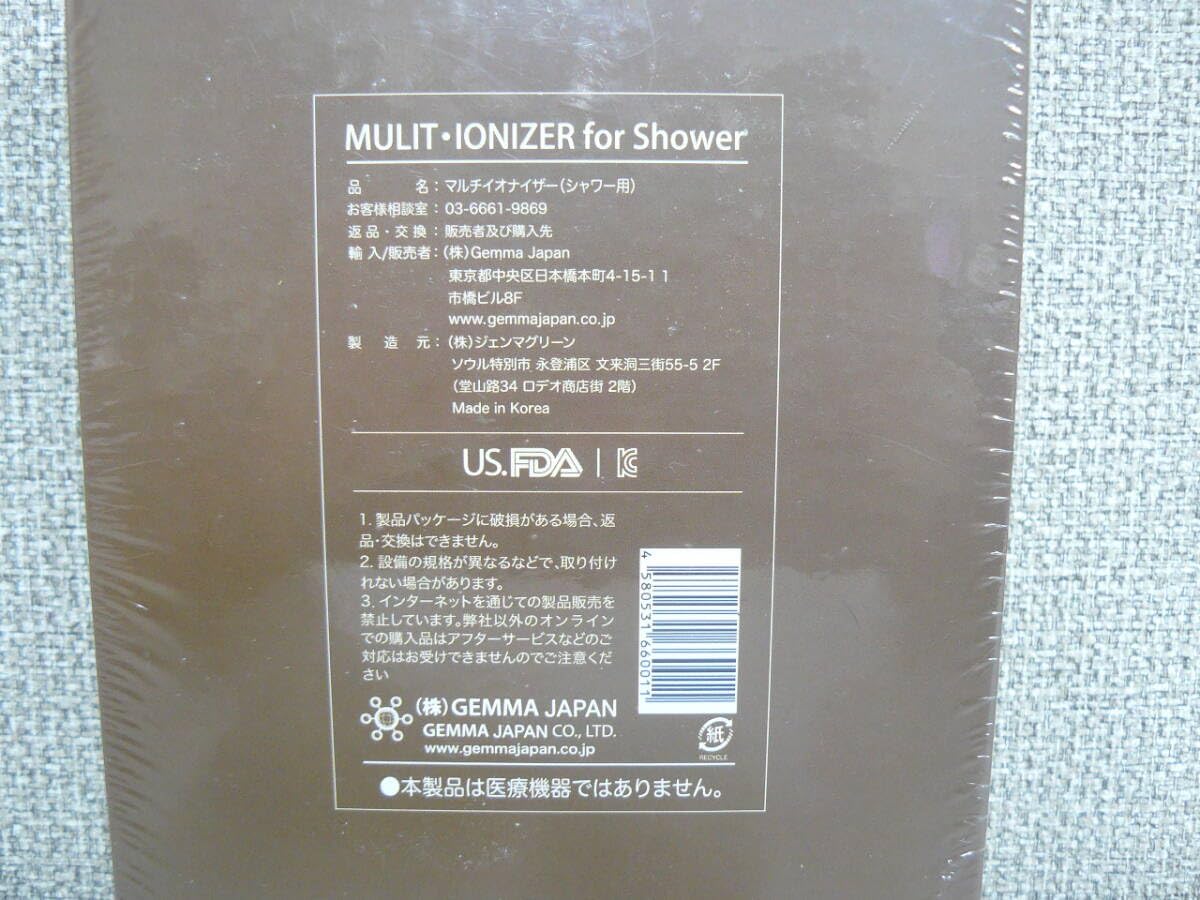 MULIT・IONIZER for Shower
品　　　名：マルチイオナイザー（シャワー用）
お客様相談室：03-6661-9869
返品・交換：販売者及び購入先
輸入/販売者：（株）Gemma Japan
東京都中央区日本橋本町4-15-1 1
市橋ビル8F
www.gemmajapan.co.jp
製　造　元：（株）ジェンマグリーン
ソウル特別市 永登浦区 文来洞三街55-5 2F
（堂山路34 ロデオ商店街 2階）
Made in Korea
US.FDA | KC
1. 製品パッケージに破損がある場合、返
品・交換はできません。
2. 設備の規格が異なるなどで、取り付け
れない場合があります。
3. インターネットを通じての製品販売を
禁止しています。弊社以外のオンライン
での購入品はアフターサービスなどのご
対応はお受けできませんのでご注意くだ
さい
4 580531 660011
（株）GEMMA JAPAN
GEMMA JAPAN CO., LTD.
www.gemmajapan.co.jp
紙
RECYCLE
●本製品は医療機器ではありません。